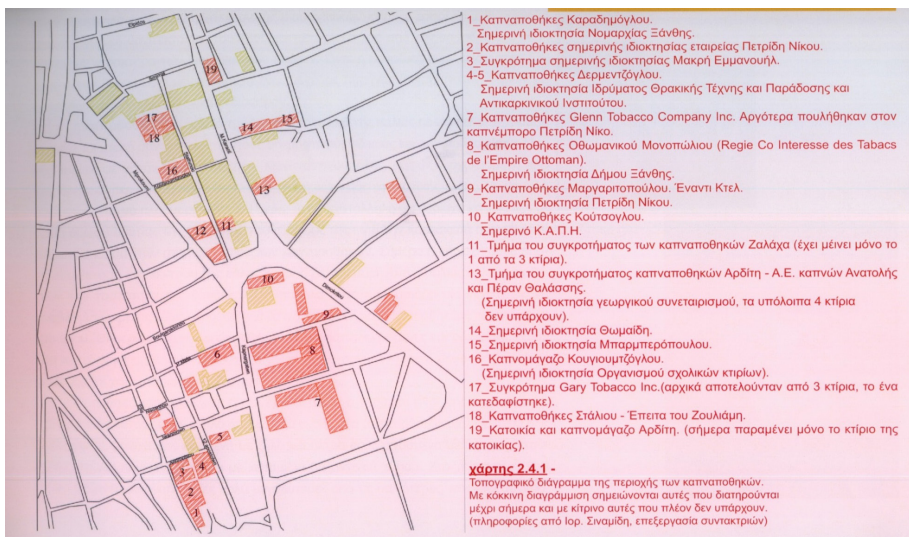 1_Καπναποθήκες Καραδημόγλου.
Σημερινή ιδιοκτησία Νομαρχίας Ξάνθης.
2_Καπναποθήκες σημερινής ιδιοκτησίας εταιρείας Πετρίδη Νίκου.
3_Συγκρότημα σημερινής ιδιοκτησίας Μακρή Εμμανουήλ.
4-5_Καπναποθήκες Δερμεντζόγλου.
Σημερινή ιδιοκτησία Ιδρύματος Θρακικής Τέχνης και Παράδοσης και
Αντικαρκινικού Ινστιτούτου.
7_Καπναποθήκες Glenn Tobacco Company Inc. Αργότερα πουλήθηκαν στον
καπνέμπορο Πετρίδη Νίκο.
8_Καπναποθήκες Οθωμανικού Μονοπώλιου (Regie Co Interesse des Tabacs
de l'Empire Ottoman).
Σημερινή ιδιοκτησία Δήμου Ξάνθης.
9_Καπναποθήκες Μαργαριτοπούλου. Έναντι Κτελ.
Σημερινή ιδιοκτησία Πετρίδη Νίκου.
10_Καπναποθήκες Κούτσογλου.
Σημερινό Κ.Α.Π.Η.
11_Τμήμα του συγκροτήματος των καπναποθηκών Ζαλάχα (έχει μείνει μόνο το
1 από τα 3 κτίρια).
13_Τμήμα του συγκροτήματος καπναποθηκών Αρδίτη - Α.Ε. καπνών Ανατολής
και Πέραν Θαλάσσης.
(Σημερινή ιδιοκτησία γεωργικού συνεταιρισμού, τα υπόλοιπα 4 κτίρια
δεν υπάρχουν).
14_Σημερινή ιδιοκτησία Θωμαΐδη.
15_Σημερινή ιδιοκτησία Μπαρμπερόπουλου.
16_Καπνομάγαζο Κουγιουμτζόγλου.
(Σημερινή ιδιοκτησία Οργανισμού σχολικών κτιρίων).
17_Συγκρότημα Gary Tobacco Inc.(αρχικά αποτελούνταν από 3 κτίρια, το ένα
κατεδαφίστηκε).
18_Καπναποθήκες Στάλιου - Έπειτα του Ζουλιάμη.
19_Κατοικία και καπνομάγαζο Αρδίτη. (σήμερα παραμένει μόνο το κτίριο της
κατοικίας).
χάρτης 2.4.1 -
Τοπογραφικό διάγραμμα της περιοχής των καπναποθηκών.
Με κόκκινη διαγράμμιση σημειώνονται αυτές που διατηρούνται
μέχρι σήμερα και με κίτρινο αυτές που πλέον δεν υπάρχουν.
(πληροφορίες από Ιορ. Σιναμίδη, επεξεργασία συντακτριών)
19
17
18
14
15
16
13
12
11
10
9
8
6
7
5
4
3
2
1